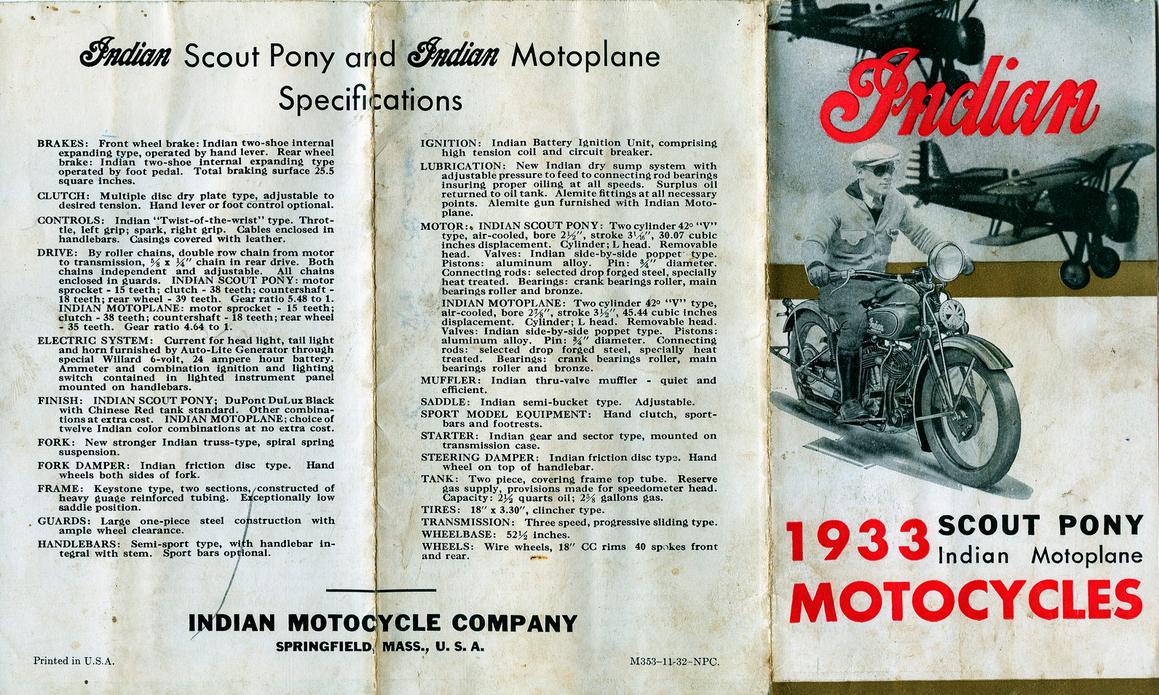 Indian Scout Pony and Indian Motoplane
Specifications
BRAKES: Front wheel brake: Indian two-shoe internal
expanding type, operated by hand lever. Rear wheel
brake: Indian two-shoe internal expanding type
operated by foot pedal. Total braking surface 25.5
square inches.
CLUTCH: Multiple disc dry plate type, adjustable to
desired tension. Hand lever or foot control optional.
CONTROLS: Indian "Twist-of-the-wrist" type. Throt-
tle, left grip; spark, right grip. Cables enclosed in
handlebars. Casings covered with leather.
DRIVE: By roller chains, double row chain from motor
to transmission, ⅝ x ¼" chain in rear drive. Both
chains independent and adjustable. All chains
enclosed in guards. INDIAN SCOUT PONY: motor
sprocket - 15 teeth; clutch - 38 teeth; countershaft -
18 teeth; rear wheel - 39 teeth. Gear ratio 5.48 to 1.
INDIAN MOTOPLANE: motor sprocket - 15 teeth;
clutch - 38 teeth; countershaft - 18 teeth; rear wheel
- 35 teeth. Gear ratio 4.64 to 1.
ELECTRIC SYSTEM: Current for head light, tail light
and horn furnished by Auto-Lite Generator through
special Willard 6-volt, 24 ampere hour battery.
Ammeter and combination ignition and lighting
switch contained in lighted instrument panel
mounted on handlebars.
FINISH: INDIAN SCOUT PONY; DuPont DuLux Black
with Chinese Red tank standard. Other combina-
tions at extra cost. INDIAN MOTOPLANE; choice of
twelve Indian color combinations at no extra cost.
FORK: New stronger Indian truss-type, spiral spring
suspension.
FORK DAMPER: Indian friction disc type. Hand
wheels both sides of fork.
FRAME: Keystone type, two sections, constructed of
heavy guage reinforced tubing. Exceptionally low
saddle position.
GUARDS: Large one-piece steel construction with
ample wheel clearance.
HANDLEBARS: Semi-sport type, with handlebar in-
tegral with stem. Sport bars optional.
IGNITION: Indian Battery Ignition Unit, comprising
high tension coil and circuit breaker.
LUBRICATION: New Indian dry sump system with
adjustable pressure to feed to connecting rod bearings
insuring proper oiling at all speeds. Surplus oil
returned to oil tank. Alemite fittings at all necessary
points. Alemite gun furnished with Indian Moto-
plane.
MOTOR: INDIAN SCOUT PONY: Two cylinder 42° "V"
type, air-cooled, bore 2½", stroke 3 1/16", 30.07 cubic
inches displacement. Cylinder; L head. Removable
head. Valves: Indian side-by-side poppet type.
Pistons: aluminum alloy. Pin: ¾" diameter.
Connecting rods: selected drop forged steel, specially
heat treated. Bearings: crank bearings roller, main
bearings roller and bronze.
INDIAN MOTOPLANE: Two cylinder 42° "V" type,
air-cooled, bore 2⅞", stroke 3½", 45.44 cubic inches
displacement. Cylinder; L head. Removable head.
Valves: Indian side-by-side poppet type. Pistons:
aluminum alloy. Pin: ¾" diameter. Connecting
rods: selected drop forged steel, specially heat
treated. Bearings: crank bearings roller, main
bearings roller and bronze.
MUFFLER: Indian thru-valve muffler - quiet and
efficient.
SADDLE: Indian semi-bucket type. Adjustable.
SPORT MODEL EQUIPMENT: Hand clutch, sport-
bars and footrests.
STARTER: Indian gear and sector type, mounted on
transmission case.
STEERING DAMPER: Indian friction disc type. Hand
wheel on top of handlebar.
TANK: Two piece, covering frame top tube. Reserve
gas supply, provisions made for speedometer head.
Capacity: 2½ quarts oil; 2⅝ gallons gas.
TIRES: 18" x 3.30", clincher type.
TRANSMISSION: Three speed, progressive sliding type.
WHEELBASE: 52½ inches.
WHEELS: Wire wheels, 18" CC rims 40 spokes front
and rear.
INDIAN MOTOCYCLE COMPANY
SPRINGFIELD, MASS., U. S. A.
Printed in U.S.A.
M353-11-32-NPC.
Indian
1933 SCOUT PONY
Indian Motoplane
MOTOCYCLES